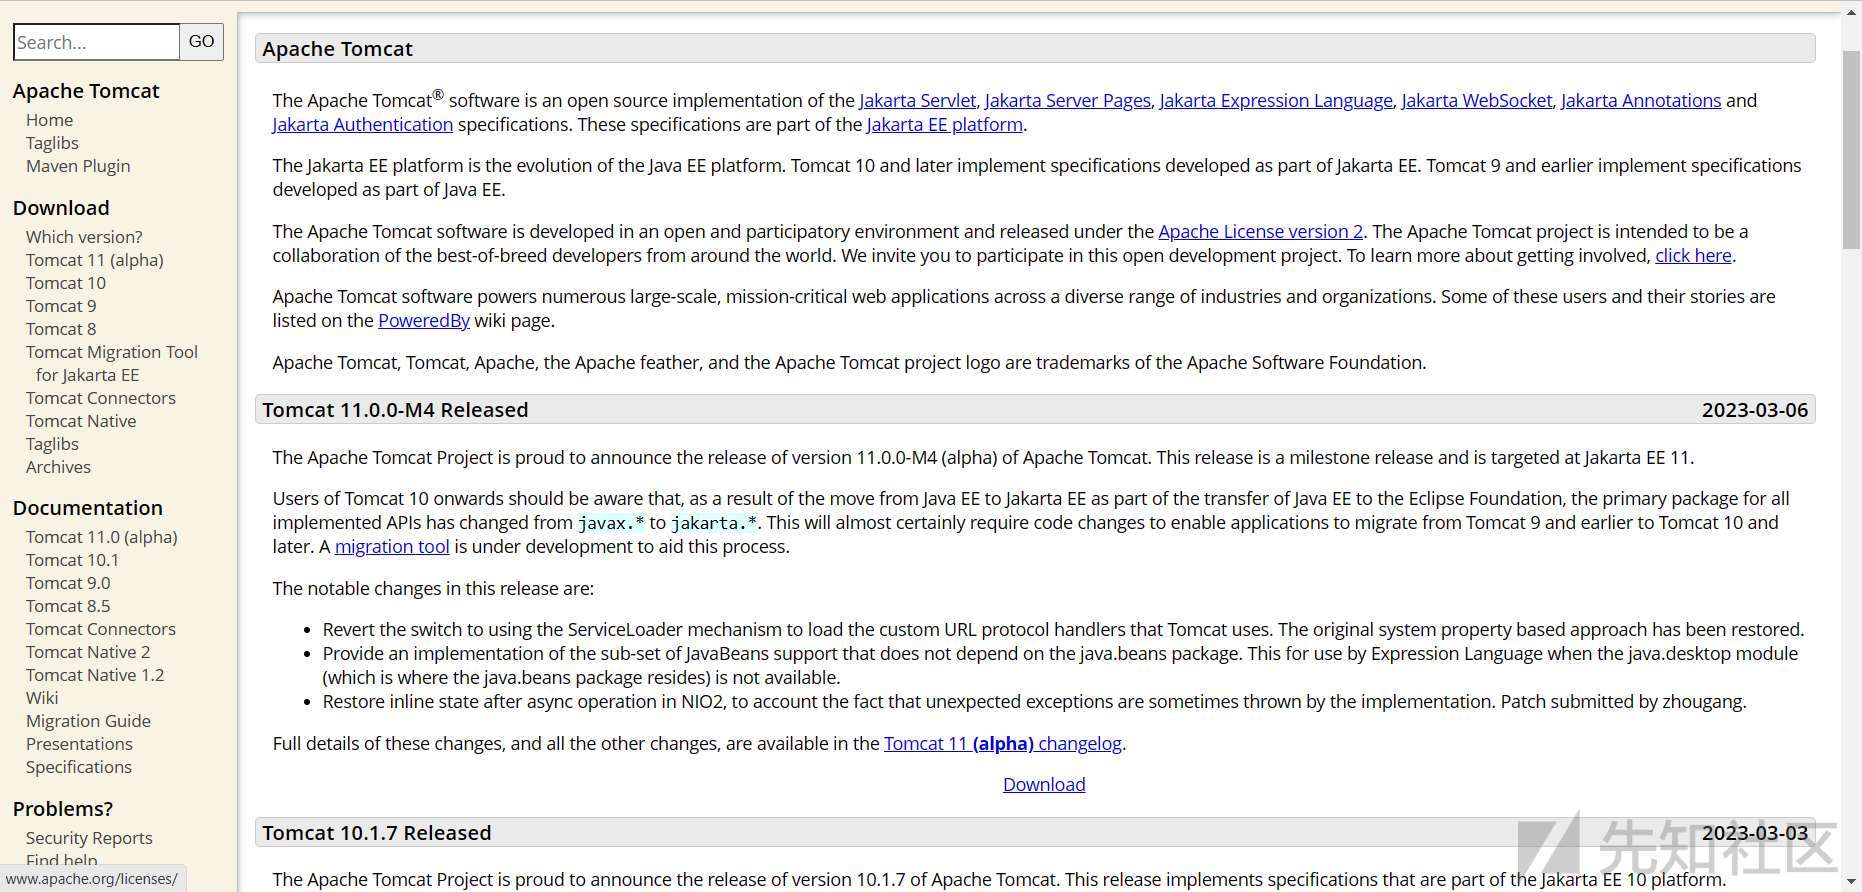 Search...
GO
Apache Tomcat
Home
Taglibs
Maven Plugin
Download
Which version?
Tomcat 11 (alpha)
Tomcat 10
Tomcat 9
Tomcat 8
Tomcat Migration Tool
for Jakarta EE
Tomcat Connectors
Tomcat Native
Taglibs
Archives
Documentation
Tomcat 11.0 (alpha)
Tomcat 10.1
Tomcat 9.0
Tomcat 8.5
Tomcat Connectors
Tomcat Native 2
Tomcat Native 1.2
Wiki
Migration Guide
Presentations
Specifications
Problems?
Security Reports
Find help
www.apache.org/licenses/
Apache Tomcat
The Apache Tomcat® software is an open source implementation of the Jakarta Servlet, Jakarta Server Pages, Jakarta Expression Language, Jakarta WebSocket, Jakarta Annotations and
Jakarta Authentication specifications. These specifications are part of the Jakarta EE platform.
The Jakarta EE platform is the evolution of the Java EE platform. Tomcat 10 and later implement specifications developed as part of Jakarta EE. Tomcat 9 and earlier implement specifications
developed as part of Java EE.
The Apache Tomcat software is developed in an open and participatory environment and released under the Apache License version 2. The Apache Tomcat project is intended to be a
collaboration of the best-of-breed developers from around the world. We invite you to participate in this open development project. To learn more about getting involved, click here.
Apache Tomcat software powers numerous large-scale, mission-critical web applications across a diverse range of industries and organizations. Some of these users and their stories are
listed on the PoweredBy wiki page.
Apache Tomcat, Tomcat, Apache, the Apache feather, and the Apache Tomcat project logo are trademarks of the Apache Software Foundation.
Tomcat 11.0.0-M4 Released 2023-03-06
The Apache Tomcat Project is proud to announce the release of version 11.0.0-M4 (alpha) of Apache Tomcat. This release is a milestone release and is targeted at Jakarta EE 11.
Users of Tomcat 10 onwards should be aware that, as a result of the move from Java EE to Jakarta EE as part of the transfer of Java EE to the Eclipse Foundation, the primary package for all
implemented APIs has changed from javax.* to jakarta.*. This will almost certainly require code changes to enable applications to migrate from Tomcat 9 and earlier to Tomcat 10 and
later. A migration tool is under development to aid this process.
The notable changes in this release are:
• Revert the switch to using the ServiceLoader mechanism to load the custom URL protocol handlers that Tomcat uses. The original system property based approach has been restored.
• Provide an implementation of the sub-set of JavaBeans support that does not depend on the java.beans package. This for use by Expression Language when the java.desktop module
(which is where the java.beans package resides) is not available.
• Restore inline state after async operation in NIO2, to account the fact that unexpected exceptions are sometimes thrown by the implementation. Patch submitted by zhougang.
Full details of these changes, and all the other changes, are available in the Tomcat 11 (alpha) changelog.
Download
Tomcat 10.1.7 Released 2023-03-03
The Apache Tomcat Project is proud to announce the release of version 10.1.7 of Apache Tomcat. This release implements specifications that are part of the Jakarta EE 10 platform.
先知社区